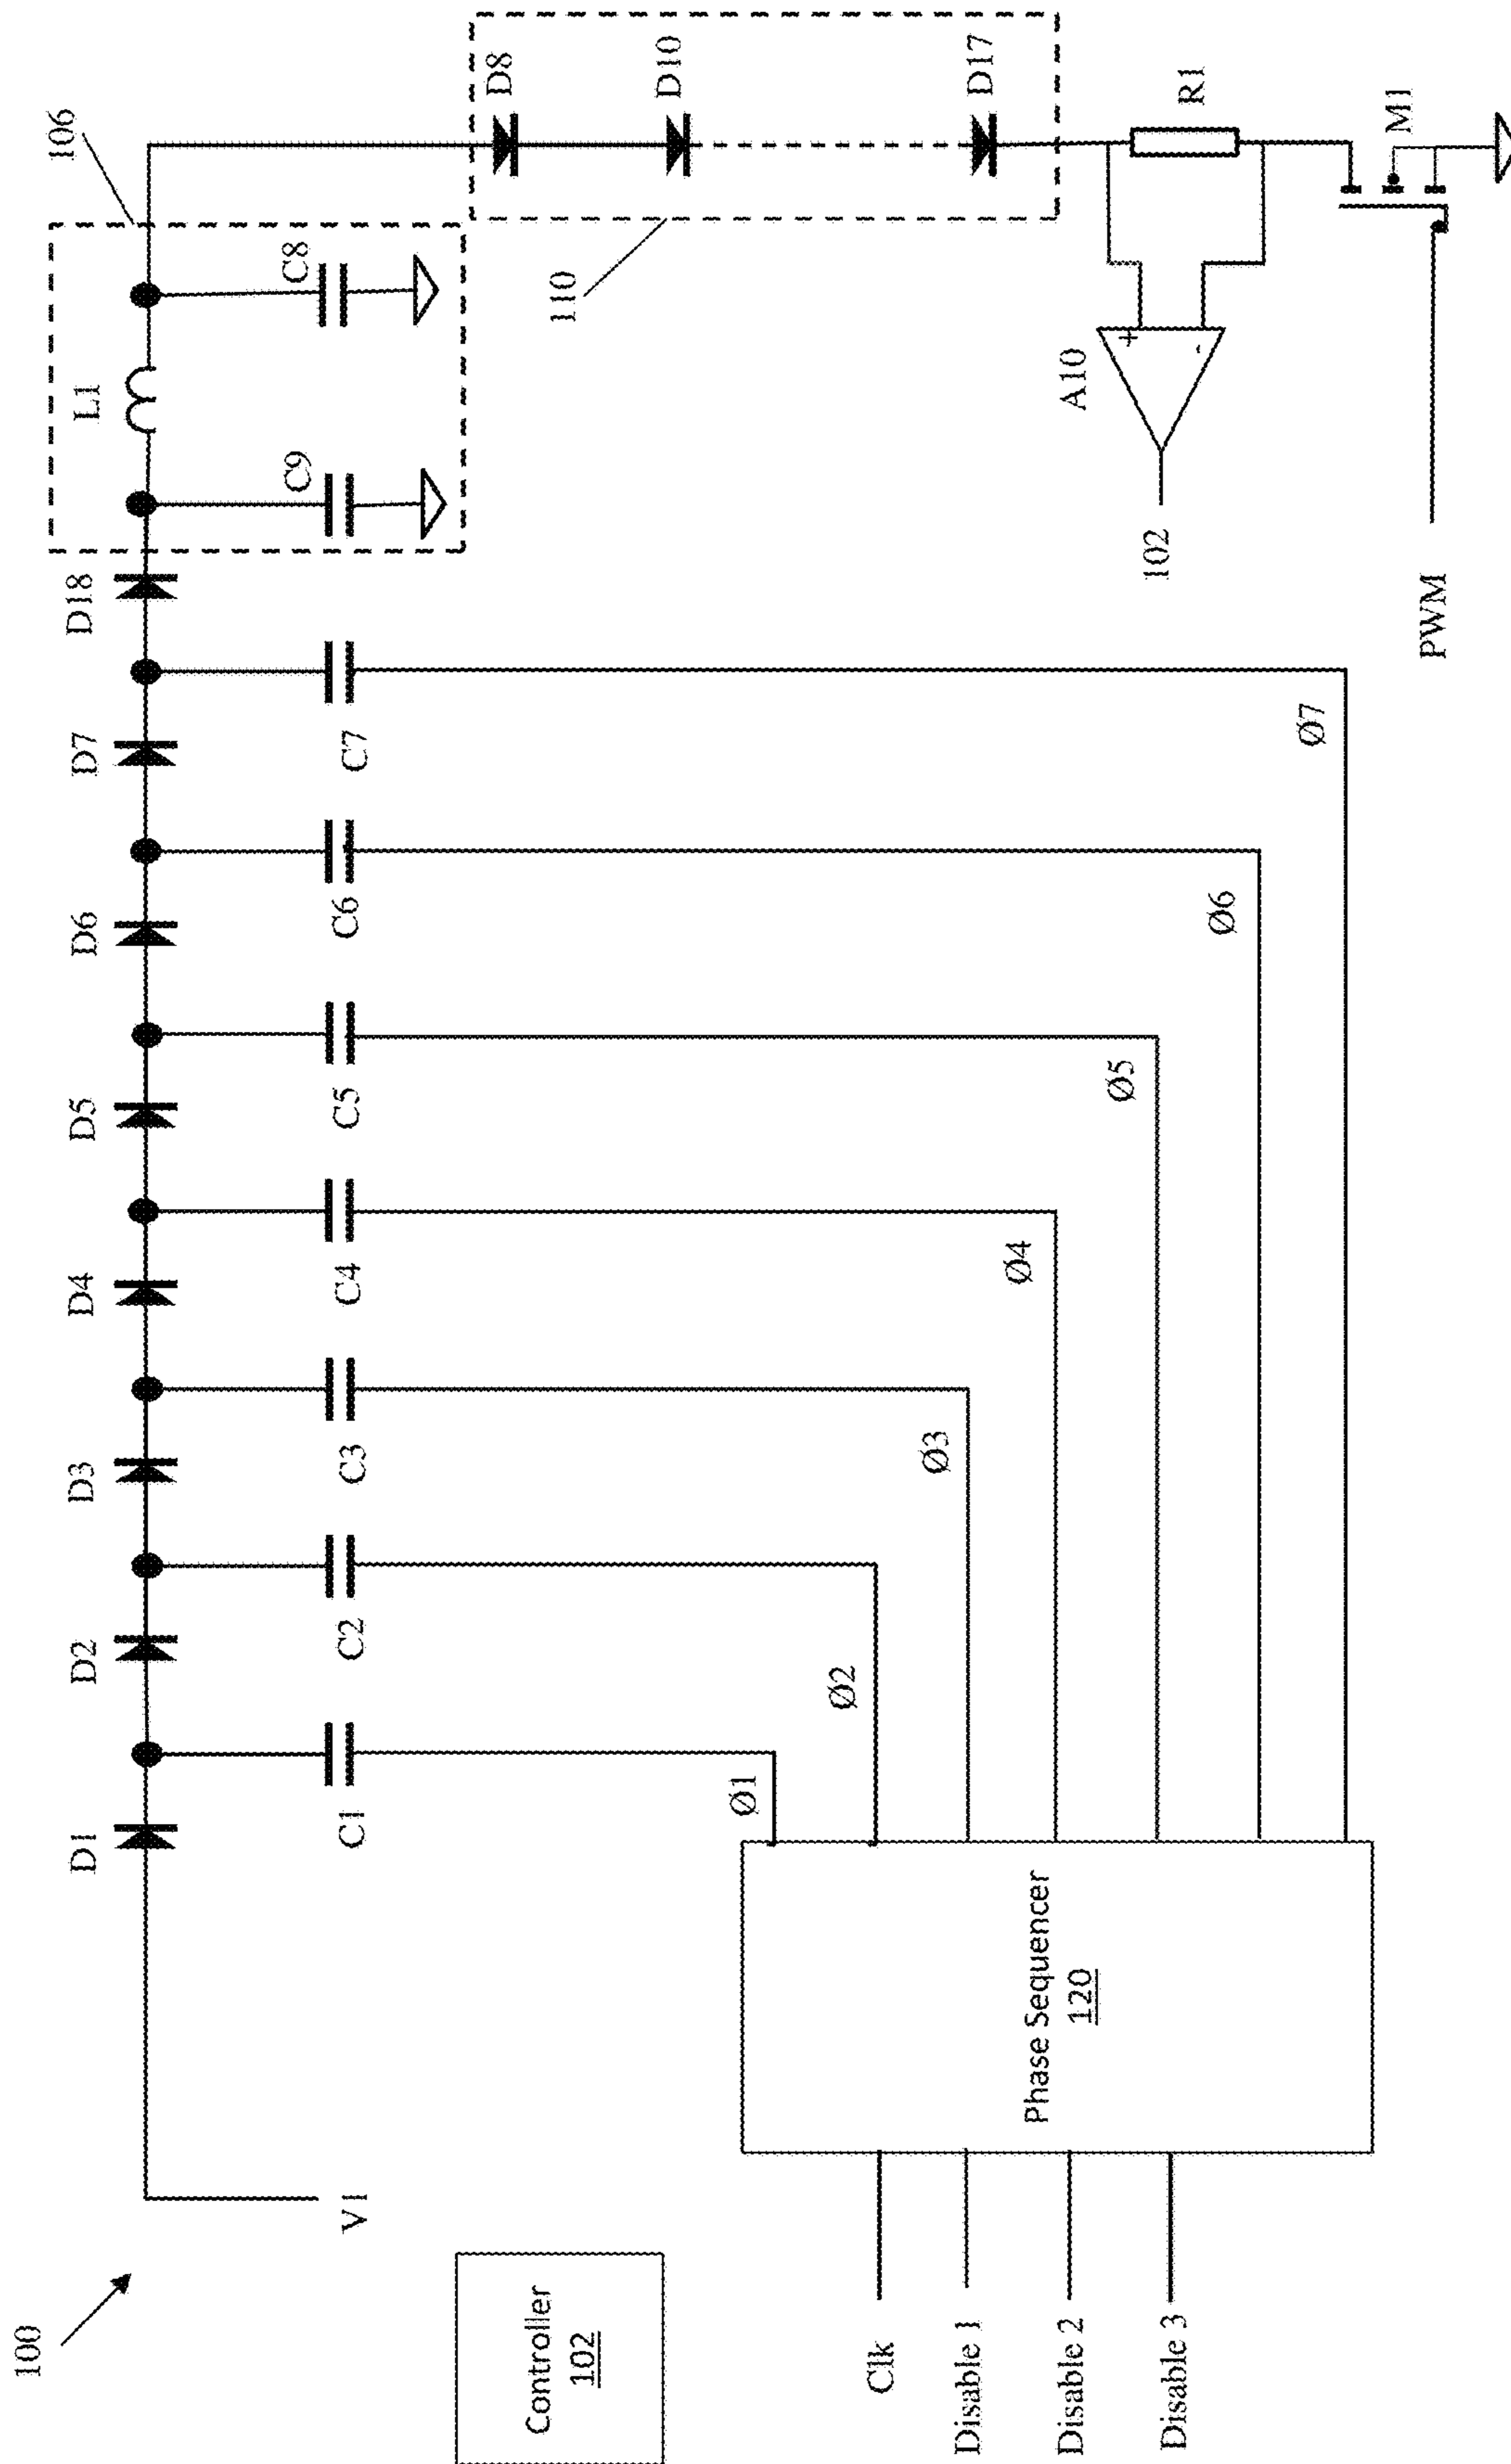 100
V1
D1
D2
D3
D4
D5
D6
D7
D18
L1
106
C1
C2
C3
C4
C5
C6
C7
C9
C8
D8
D10
D17
110
Controller
102
Ø1
Ø2
Ø3
Ø4
Ø5
Ø6
Ø7
Phase Sequencer
120
Clk
Disable 1
Disable 2
Disable 3
A10
+
-
102
R1
M1
PWM